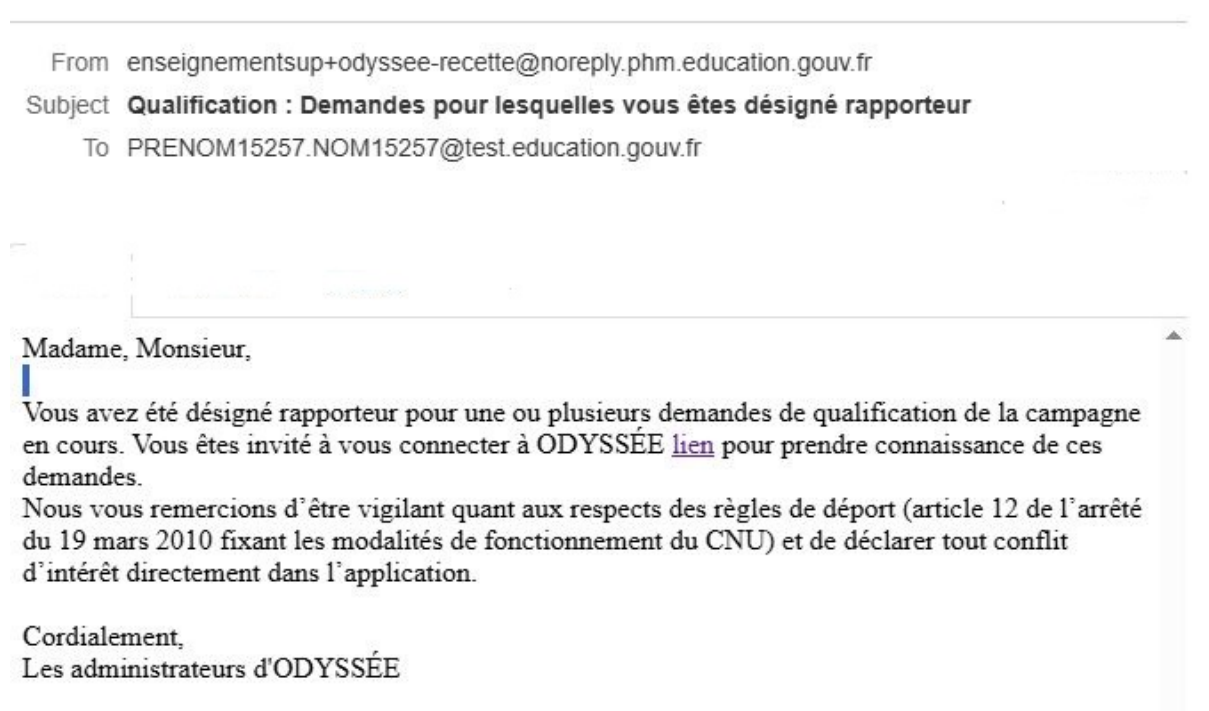 From enseignementsup+odyssee-recette@noreply.phm.education.gouv.fr
Subject Qualification : Demandes pour lesquelles vous êtes désigné rapporteur
To PRENOM15257.NOM15257@test.education.gouv.fr
Madame, Monsieur,
Vous avez été désigné rapporteur pour une ou plusieurs demandes de qualification de la campagne
en cours. Vous êtes invité à vous connecter à ODYSSÉE lien pour prendre connaissance de ces
demandes.
Nous vous remercions d'être vigilant quant aux respects des règles de déport (article 12 de l'arrêté
du 19 mars 2010 fixant les modalités de fonctionnement du CNU) et de déclarer tout conflit
d'intérêt directement dans l'application.
Cordialement,
Les administrateurs d'ODYSSÉE